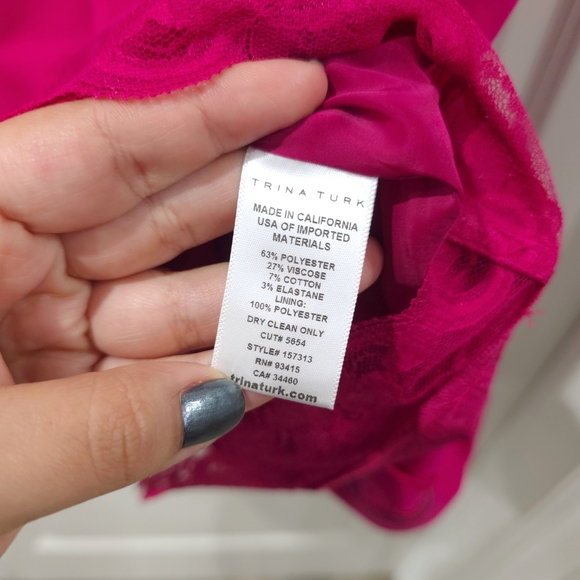 TRINA TURK
MADE IN CALIFORNIA
USA OF IMPORTED
MATERIALS
63% POLYESTER
27% VISCOSE
7% COTTON
3% ELASTANE
LINING:
100% POLYESTER
DRY CLEAN ONLY
CUT# 5654
STYLE# 157313
RN# 93415
CA# 34460
trinaturk.com